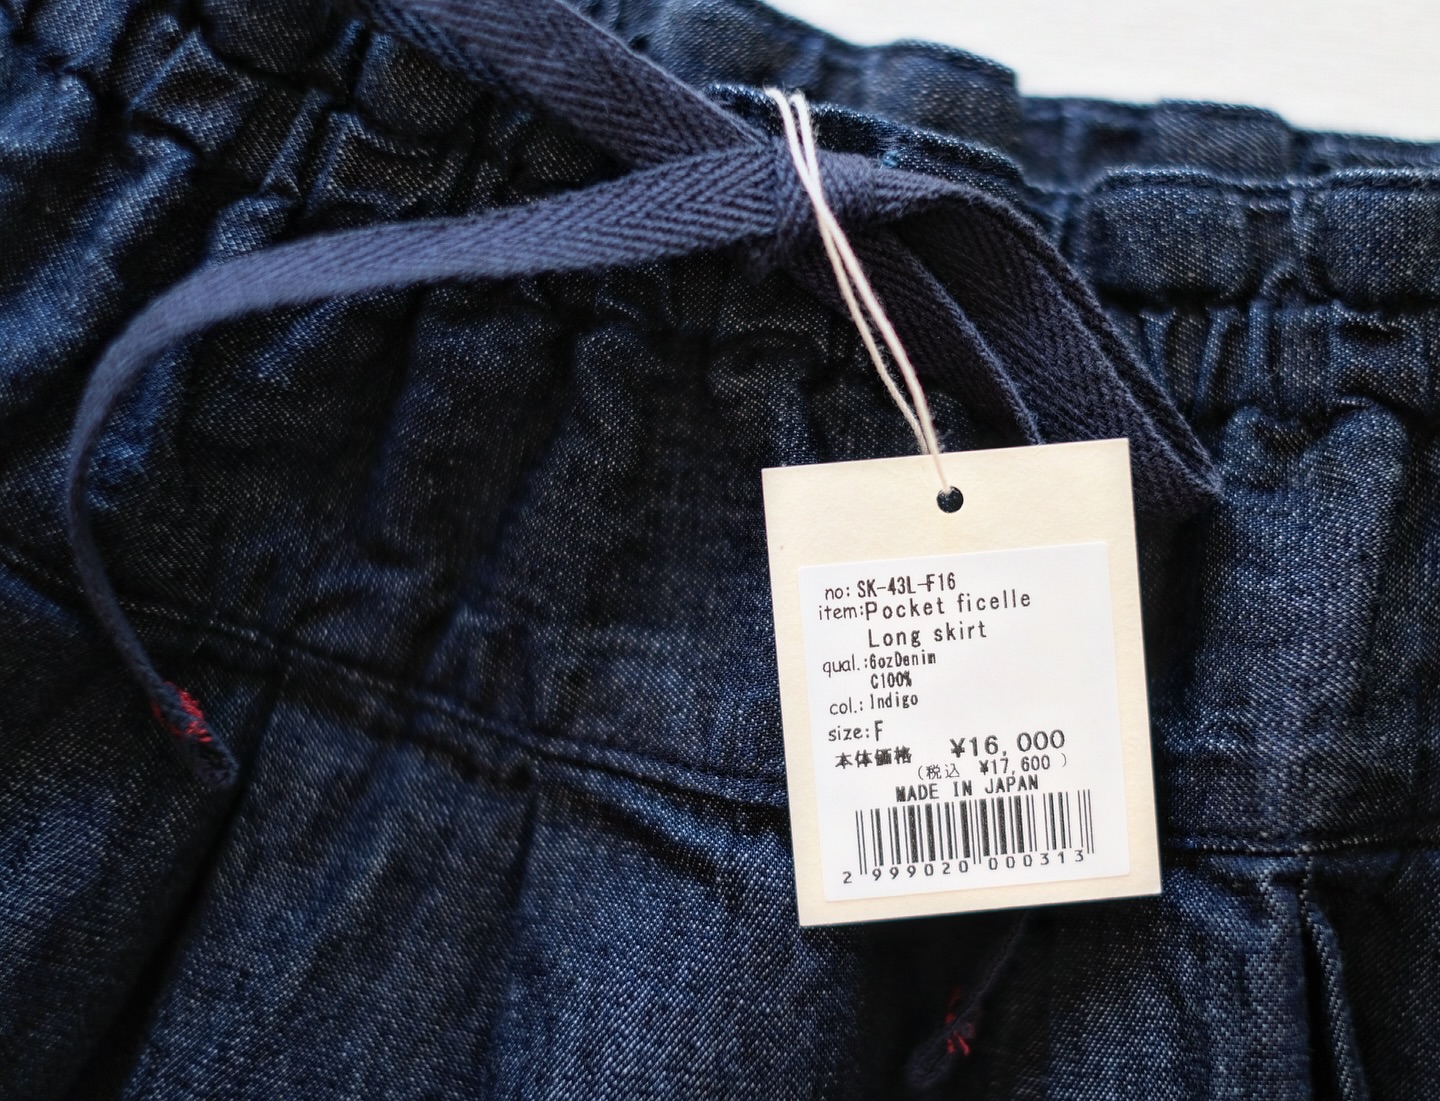 no: SK-43L-F16
item:Pocket ficelle
Long skirt
qual.:6ozDenim
C100%
col.: Indigo
size: F
本体価格 ¥16,000
(税込 ¥17,600 )
MADE IN JAPAN
2 999020 000313